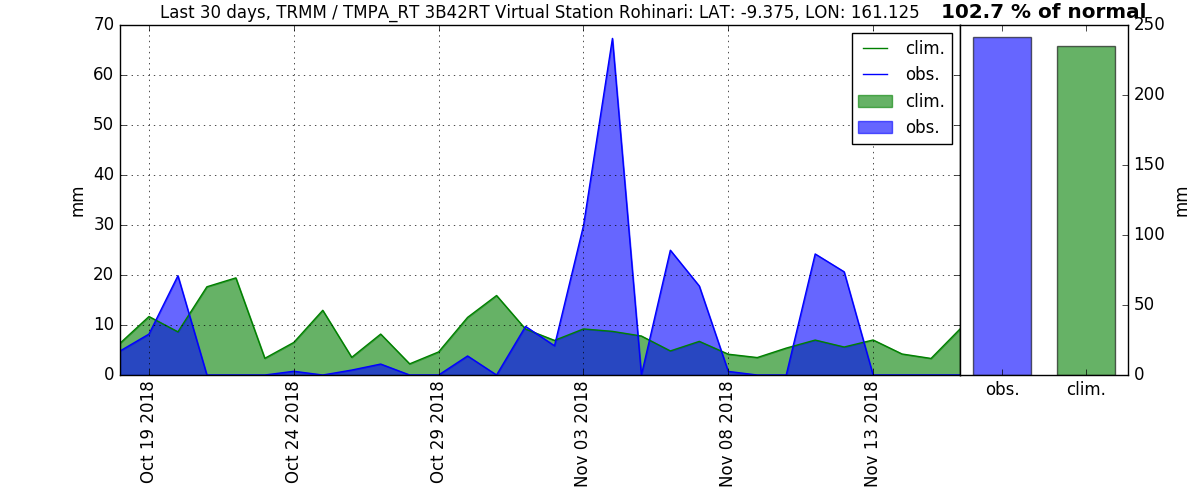 Last 30 days, TRMM / TMPA_RT 3B42RT Virtual Station Rohinari: LAT: -9.375, LON: 161.125
102.7 % of normal
70
60
50
40
30
20
10
0
mm
clim.
obs.
clim.
obs.
Oct 19 2018
Oct 24 2018
Oct 29 2018
Nov 03 2018
Nov 08 2018
Nov 13 2018
250
200
150
100
50
0
mm
obs.
clim.